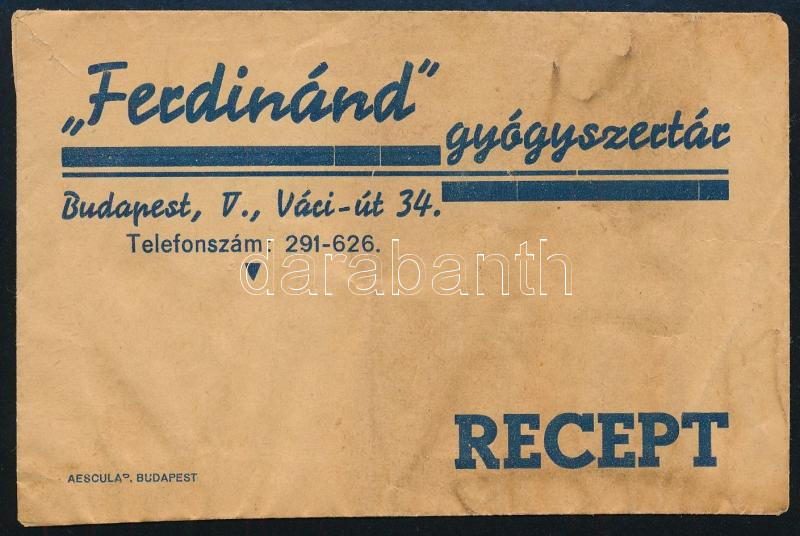 „Ferdinánd”
gyógyszertár
Budapest, V., Váci-út 34.
Telefonszám: 291-626.
darabanth
RECEPT
AESCULAP. BUDAPEST